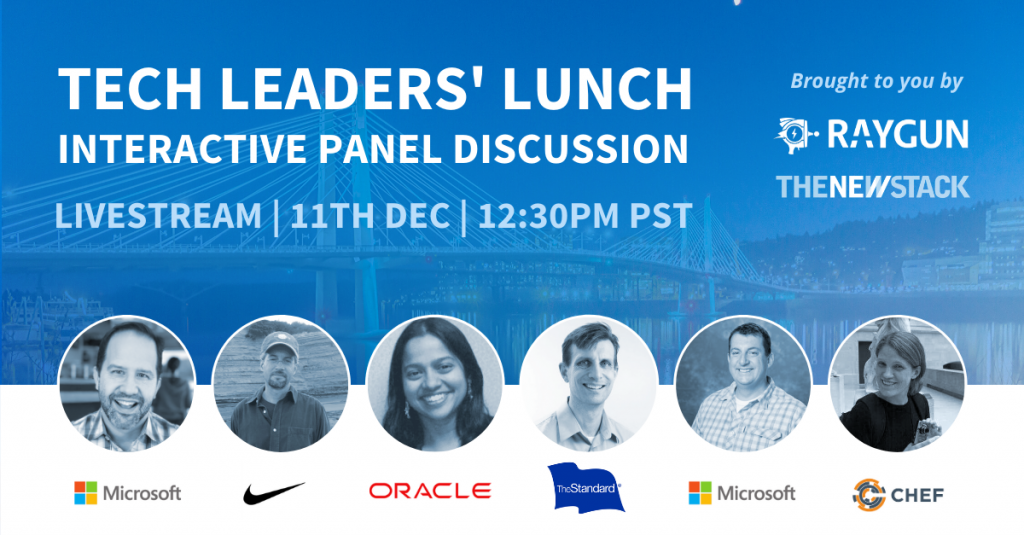 TECH LEADERS' LUNCH
INTERACTIVE PANEL DISCUSSION
LIVESTREAM | 11TH DEC | 12:30PM PST
Brought to you by
RAYGUN
THENEWSTACK
Microsoft
ORACLE
TheStandard
Microsoft
CHEF